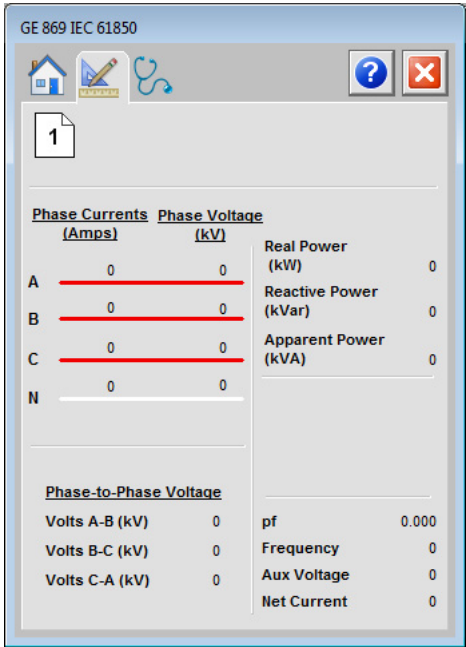 GE 869 IEC 61850
?
1
Phase Currents Phase Voltage
(Amps) (kV)
A 0 0
B 0 0
C 0 0
N 0 0
Real Power
(kW) 0
Reactive Power
(kVar) 0
Apparent Power
(kVA) 0
Phase-to-Phase Voltage
Volts A-B (kV) 0
Volts B-C (kV) 0
Volts C-A (kV) 0
pf 0.000
Frequency 0
Aux Voltage 0
Net Current 0